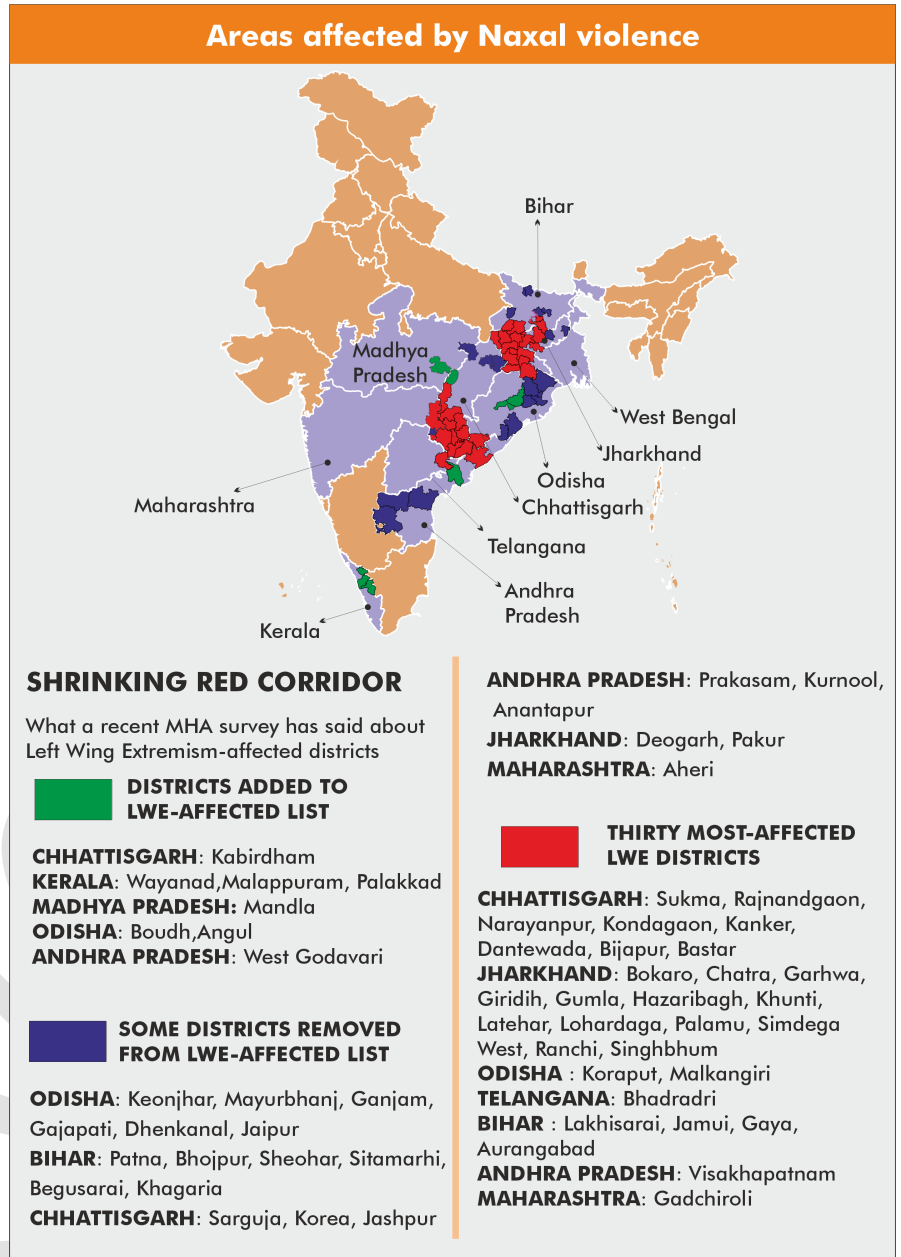 Areas affected by Naxal violence
Bihar
Madhya
Pradesh
West Bengal
Jharkhand
Odisha
Maharashtra
Chhattisgarh
Telangana
Andhra
Pradesh
Kerala
SHRINKING RED CORRIDOR
What a recent MHA survey has said about
Left Wing Extremism-affected districts
DISTRICTS ADDED TO
LWE-AFFECTED LIST
CHHATTISGARH: Kabirdham
KERALA: Wayanad,Malappuram, Palakkad
MADHYA PRADESH: Mandla
ODISHA: Boudh,Angul
ANDHRA PRADESH: West Godavari
SOME DISTRICTS REMOVED
FROM LWE-AFFECTED LIST
ODISHA: Keonjhar, Mayurbhanj, Ganjam,
Gajapati, Dhenkanal, Jaipur
BIHAR: Patna, Bhojpur, Sheohar, Sitamarhi,
Begusarai, Khagaria
CHHATTISGARH: Sarguja, Korea, Jashpur
ANDHRA PRADESH: Prakasam, Kurnool,
Anantapur
JHARKHAND: Deogarh, Pakur
MAHARASHTRA: Aheri
THIRTY MOST-AFFECTED
LWE DISTRICTS
CHHATTISGARH: Sukma, Rajnandgaon,
Narayanpur, Kondagaon, Kanker,
Dantewada, Bijapur, Bastar
JHARKHAND: Bokaro, Chatra, Garhwa,
Giridih, Gumla, Hazaribagh, Khunti,
Latehar, Lohardaga, Palamu, Simdega
West, Ranchi, Singhbhum
ODISHA : Koraput, Malkangiri
TELANGANA: Bhadradri
BIHAR : Lakhisarai, Jamui, Gaya,
Aurangabad
ANDHRA PRADESH: Visakhapatnam
MAHARASHTRA: Gadchiroli